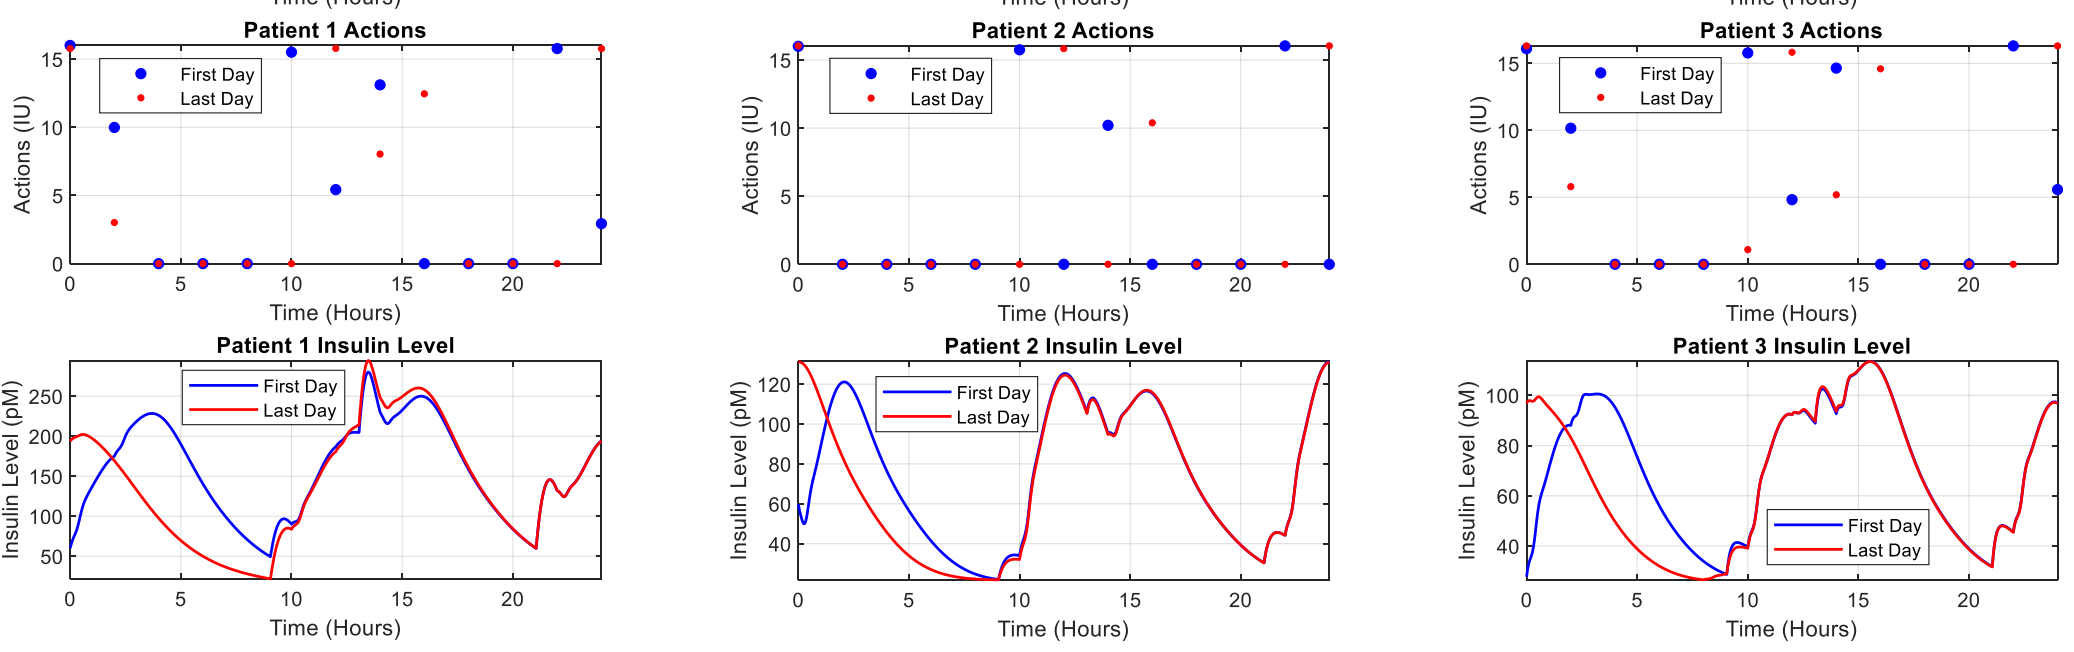 Time (Hours)
Time (Hours)
Time (Hours)
Patient 1 Actions
Actions (IU)
15
10
5
0
First Day
Last Day
0 5 10 15 20
Time (Hours)
Patient 2 Actions
Actions (IU)
15
10
5
0
First Day
Last Day
0 5 10 15 20
Time (Hours)
Patient 3 Actions
Actions (IU)
15
10
5
0
First Day
Last Day
0 5 10 15 20
Time (Hours)
Patient 1 Insulin Level
Insulin Level (pM)
250
200
150
100
50
First Day
Last Day
0 5 10 15 20
Time (Hours)
Patient 2 Insulin Level
Insulin Level (pM)
120
100
80
60
40
First Day
Last Day
0 5 10 15 20
Time (Hours)
Patient 3 Insulin Level
Insulin Level (pM)
100
80
60
40
First Day
Last Day
0 5 10 15 20
Time (Hours)